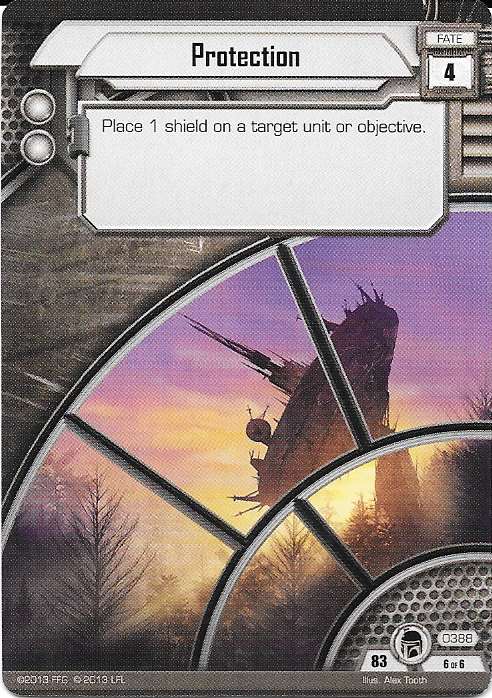 Protection
FATE
4
Place 1 shield on a target unit or objective.
0388
83
6 OF 6
©2013 FFG © 2013 LFL
Illus. Alex Tooth